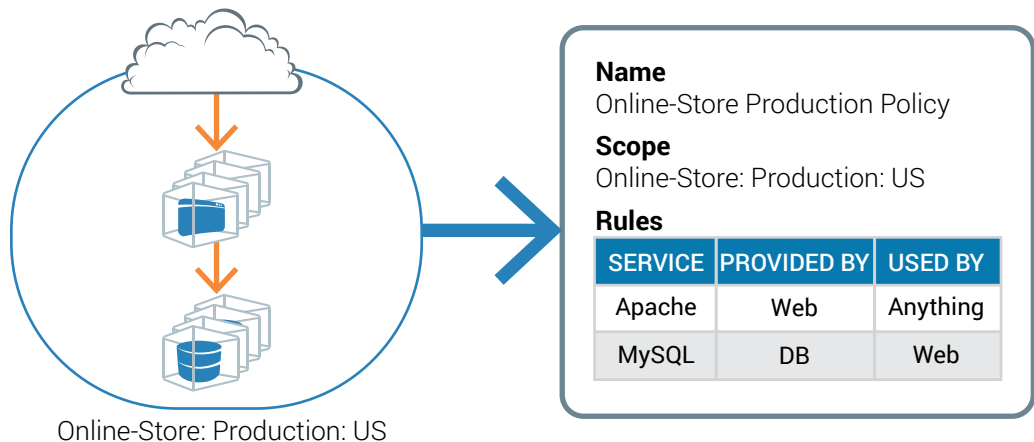 Online-Store: Production: US
Name
Online-Store Production Policy
Scope
Online-Store: Production: US
Rules
SERVICE PROVIDED BY USED BY
Apache Web Anything
MySQL DB Web